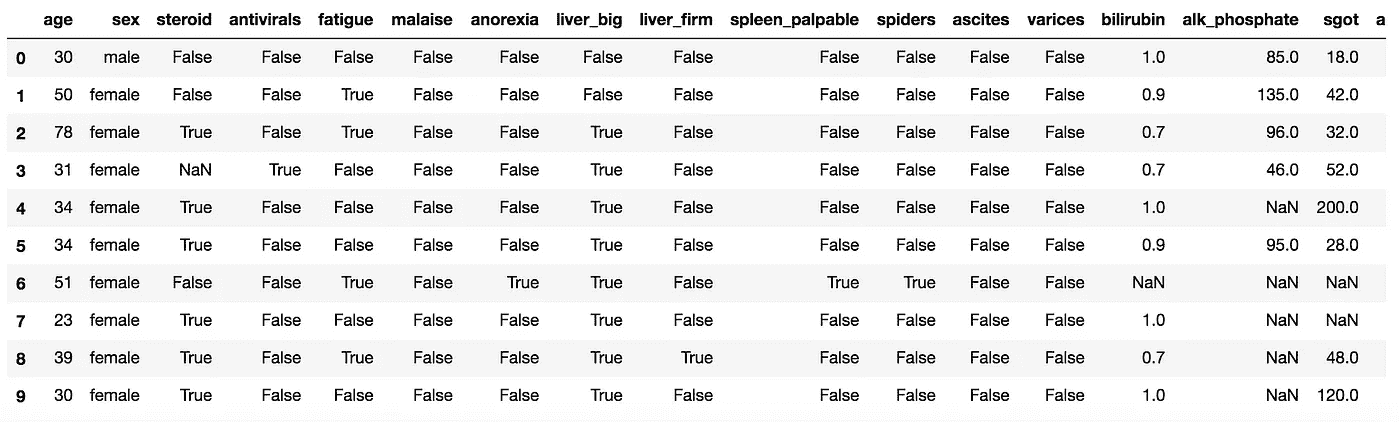 age sex steroid antivirals fatigue malaise anorexia liver_big liver_firm spleen_palpable spiders ascites varices bilirubin alk_phosphate sgot a
0 30 male False False False False False False False False False False False 1.0 85.0 18.0
1 50 female False False True False False False False False False False False 0.9 135.0 42.0
2 78 female True False True False False True False False False False False 0.7 96.0 32.0
3 31 female NaN True False False False True False False False False False 0.7 46.0 52.0
4 34 female True False False False False True False False False False False 1.0 NaN 200.0
5 34 female True False False False False True False False False False False 0.9 95.0 28.0
6 51 female False False True False True True False True True False False NaN NaN NaN
7 23 female True False False False False True False False False False False 1.0 NaN NaN
8 39 female True False True False False True True False False False False 0.7 NaN 48.0
9 30 female True False False False False True False False False False False 1.0 NaN 120.0